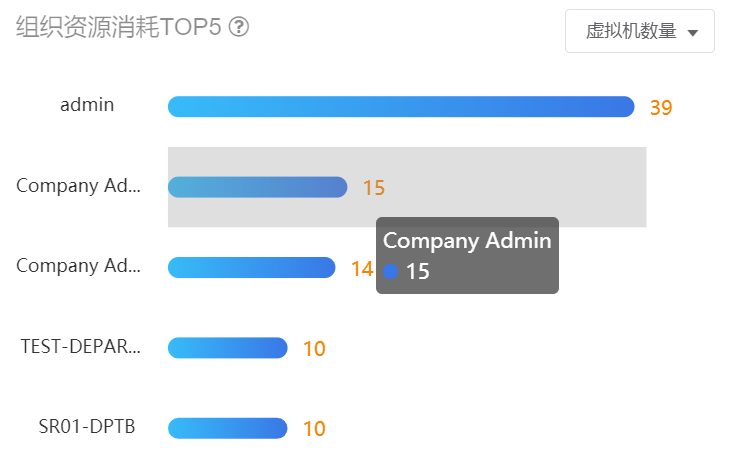 组织资源消耗TOP5
虚拟机数量
admin 39
Company Ad... 15
Company Admin
15
Company Ad... 14
TEST-DEPAR... 10
SR01-DPTB 10